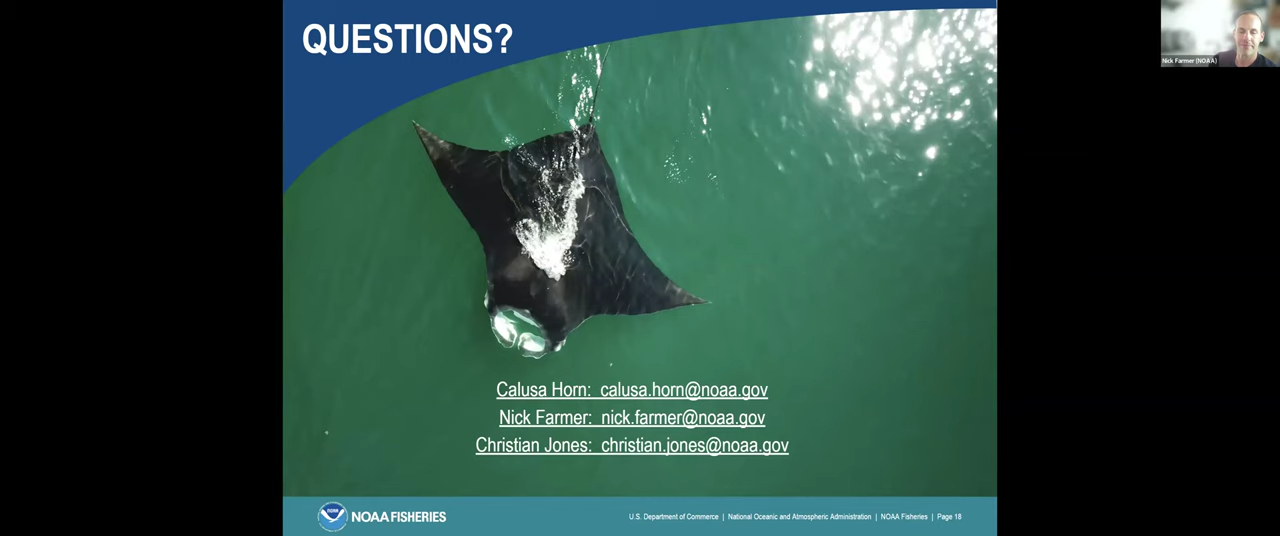 QUESTIONS?
Nick Farmer (NOAA)
Calusa Horn: calusa.horn@noaa.gov
Nick Farmer: nick.farmer@noaa.gov
Christian Jones: christian.jones@noaa.gov
NOAA
NOAA FISHERIES
U.S. Department of Commerce | National Oceanic and Atmospheric Administration | NOAA Fisheries | Page 18